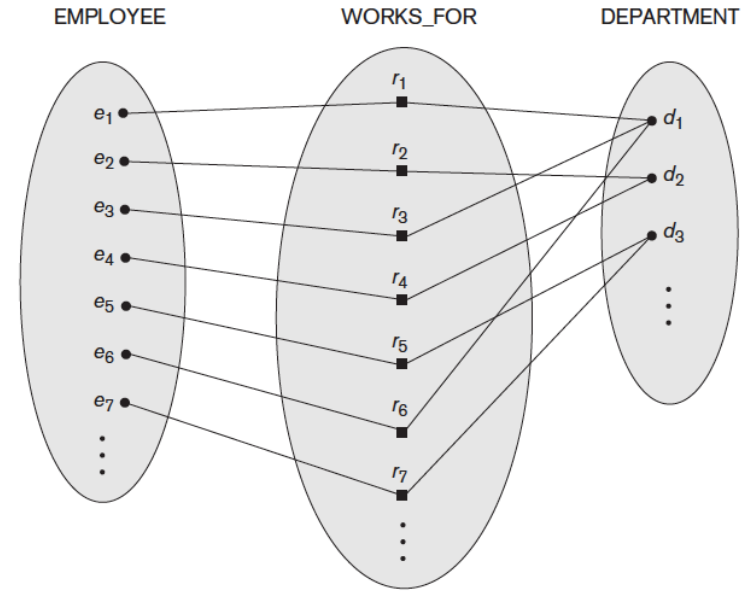 EMPLOYEE WORKS_FOR DEPARTMENT
e1 r1 d1
e2 r2 d2
e3 r3 d3
e4 r4
e5 r5
e6 r6
e7 r7